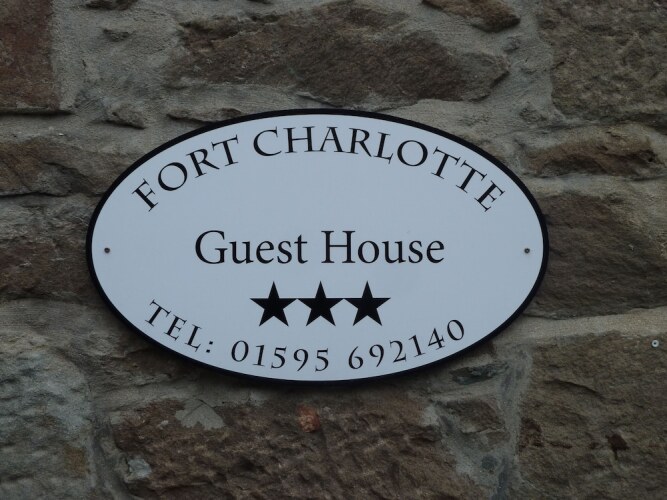 FORT CHARLOTTE
Guest House
★★★
TEL: 01595 692140